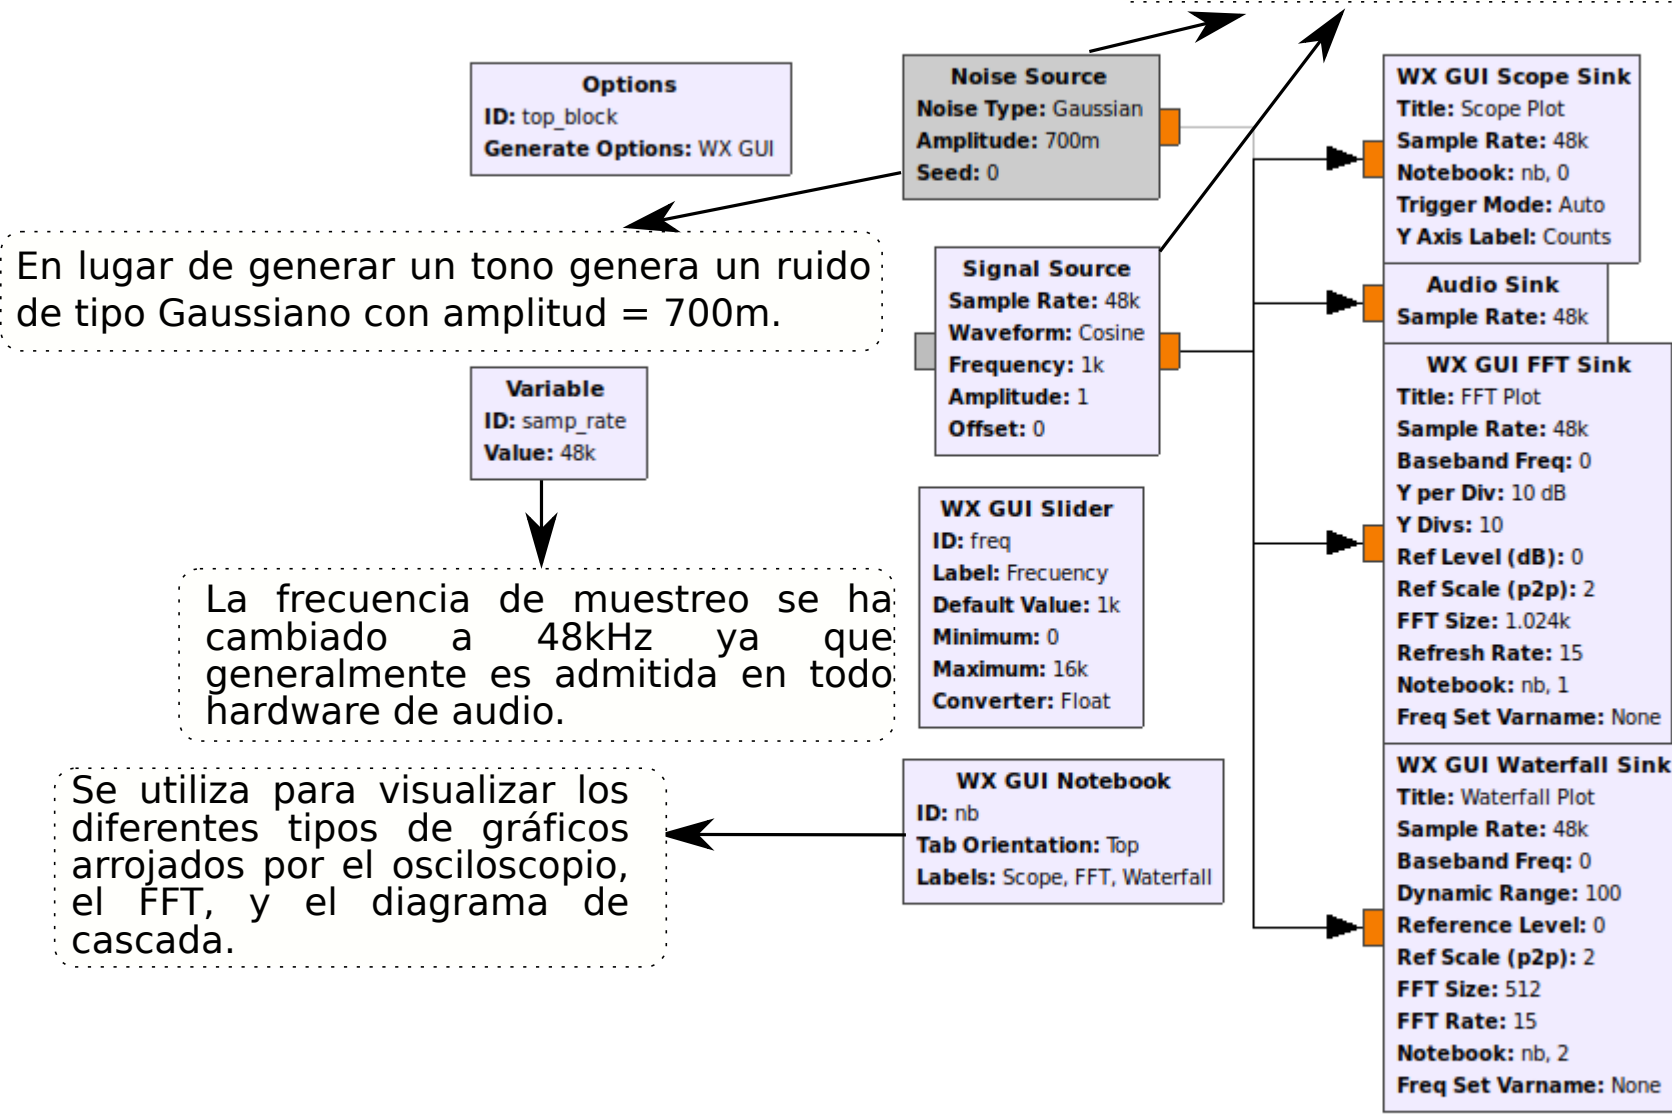 Options
ID: top_block
Generate Options: WX GUI
Noise Source
Noise Type: Gaussian
Amplitude: 700m
Seed: 0
En lugar de generar un tono genera un ruido
de tipo Gaussiano con amplitud = 700m.
Signal Source
Sample Rate: 48k
Waveform: Cosine
Frequency: 1k
Amplitude: 1
Offset: 0
Variable
ID: samp_rate
Value: 48k
La frecuencia de muestreo se ha
cambiado a 48kHz ya que
generalmente es admitida en todo
hardware de audio.
WX GUI Slider
ID: freq
Label: Frecuency
Default Value: 1k
Minimum: 0
Maximum: 16k
Converter: Float
Se utiliza para visualizar los
diferentes tipos de gráficos
arrojados por el osciloscopio,
el FFT, y el diagrama de
cascada.
WX GUI Notebook
ID: nb
Tab Orientation: Top
Labels: Scope, FFT, Waterfall
WX GUI Scope Sink
Title: Scope Plot
Sample Rate: 48k
Notebook: nb, 0
Trigger Mode: Auto
Y Axis Label: Counts
Audio Sink
Sample Rate: 48k
WX GUI FFT Sink
Title: FFT Plot
Sample Rate: 48k
Baseband Freq: 0
Y per Div: 10 dB
Y Divs: 10
Ref Level (dB): 0
Ref Scale (p2p): 2
FFT Size: 1.024k
Refresh Rate: 15
Notebook: nb, 1
Freq Set Varname: None
WX GUI Waterfall Sink
Title: Waterfall Plot
Sample Rate: 48k
Baseband Freq: 0
Dynamic Range: 100
Reference Level: 0
Ref Scale (p2p): 2
FFT Size: 512
FFT Rate: 15
Notebook: nb, 2
Freq Set Varname: None